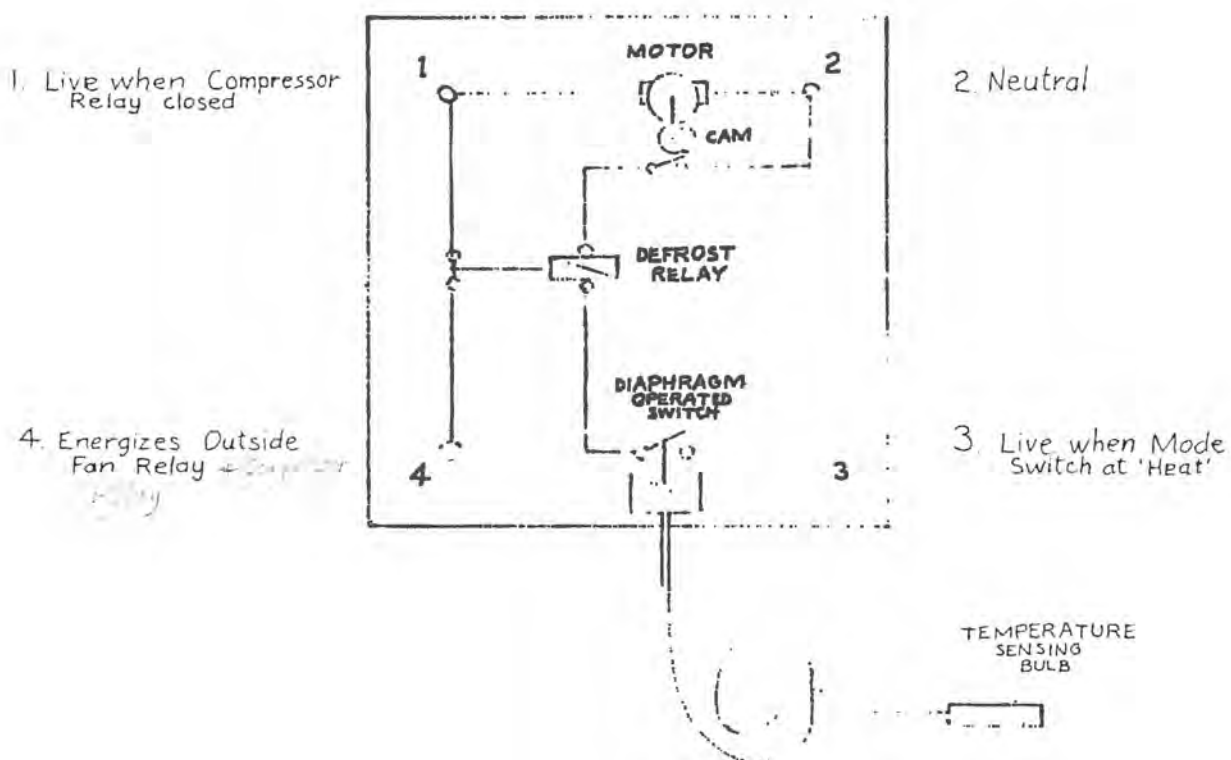 1. Live when Compressor
Relay closed
1
MOTOR
2
2. Neutral
CAM
DEFROST
RELAY
DIAPHRAGM
OPERATED
SWITCH
4. Energizes Outside
Fan Relay
4
3
3. Live when Mode
Switch at 'Heat'
TEMPERATURE
SENSING
BULB